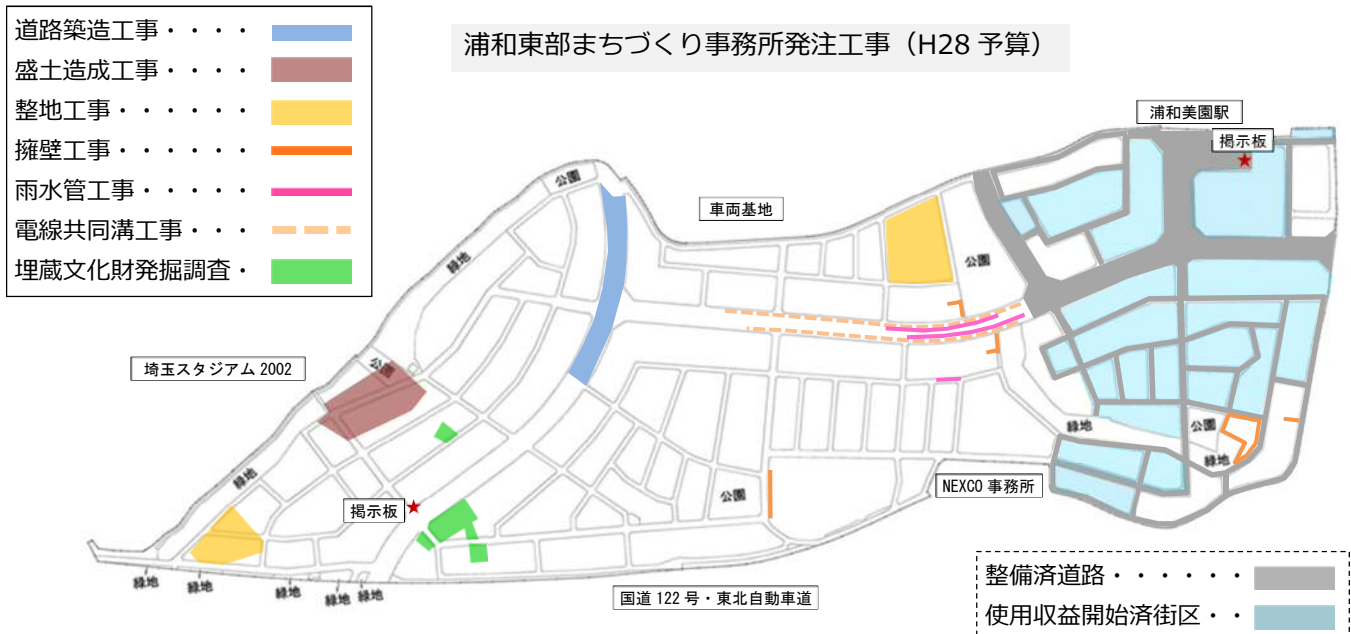 道路築造工事・・・・
盛土造成工事・・・・
整地工事・・・・・・
擁壁工事・・・・・・
雨水管工事・・・・・
電線共同溝工事・・・
埋蔵文化財発掘調査・
浦和東部まちづくり事務所発注工事（H28 予算）
浦和美園駅
掲示板
公園
車両基地
緑地
公園
埼玉スタジアム 2002
公園
緑地
公園
緑地
緑地
NEXCO 事務所
公園
掲示板
緑地
緑地
緑地
緑地
緑地
国道 122 号・東北自動車道
整備済道路・・・・・・
使用収益開始済街区・・